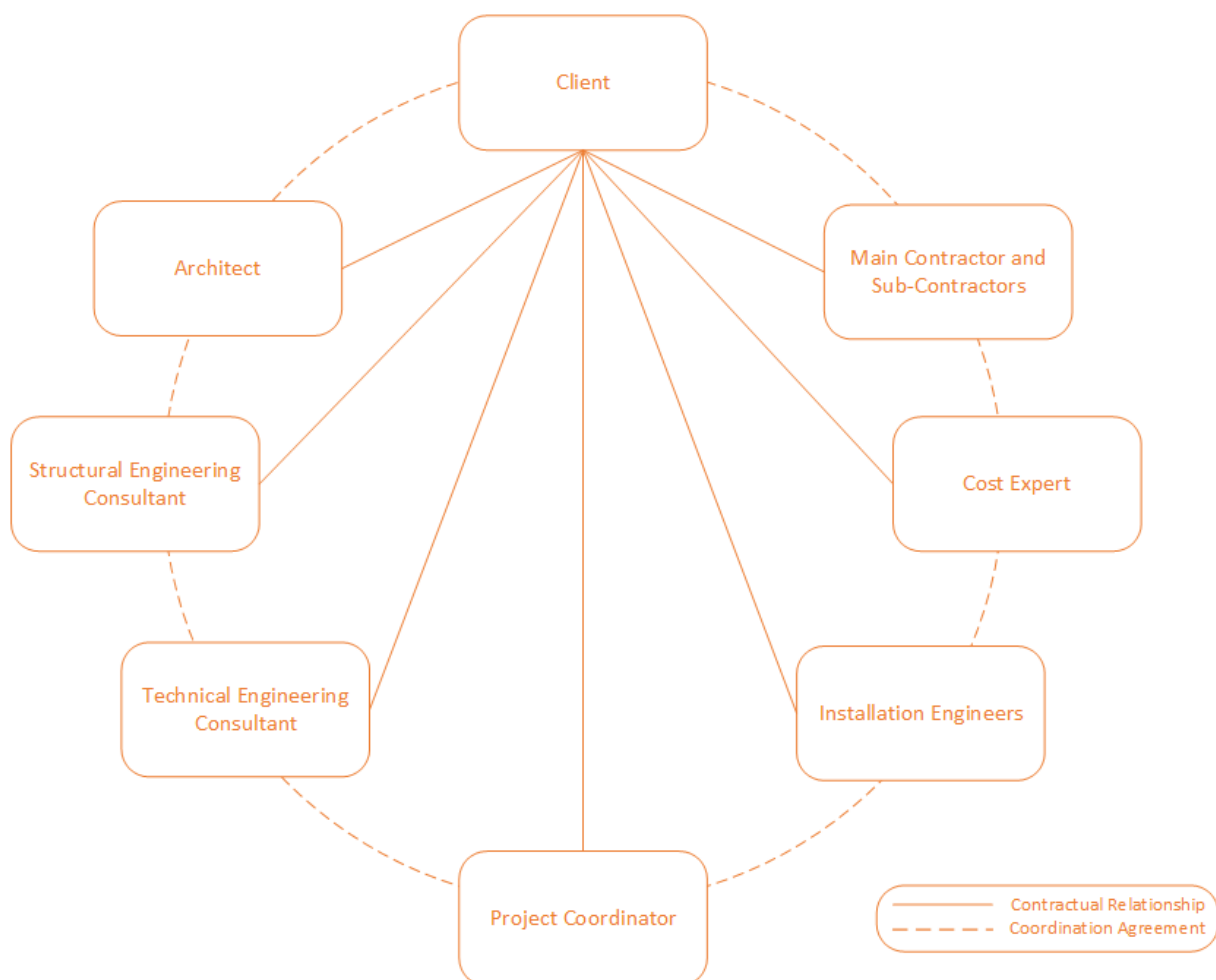 Client
Architect
Main Contractor and
Sub-Contractors
Structural Engineering
Consultant
Cost Expert
Technical Engineering
Consultant
Installation Engineers
Project Coordinator
Contractual Relationship
Coordination Agreement